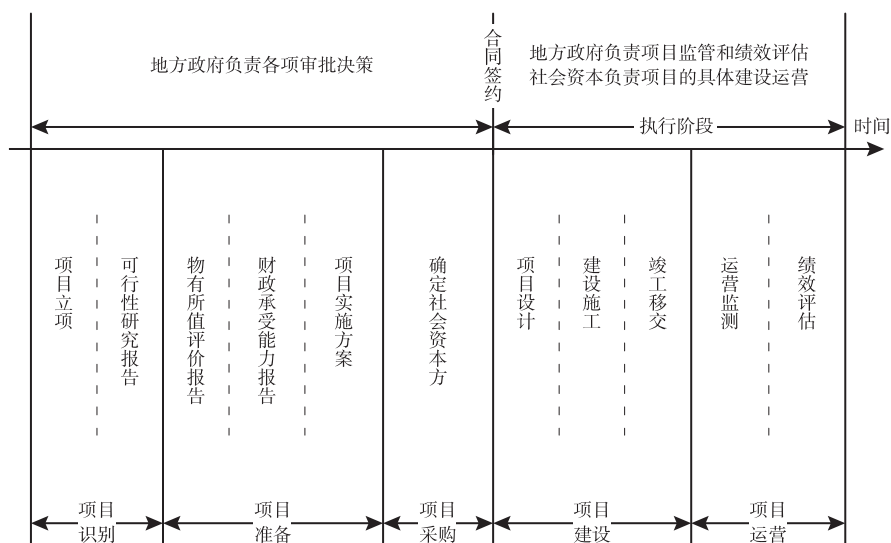 地方政府负责各项审批决策
合同签约
地方政府负责项目监管和绩效评估
社会资本负责项目的具体建设运营
执行阶段
时间
项目立项
可行性研究报告
物有所值评价报告
财政承受能力报告
项目实施方案
确定社会资本方
项目设计
建设施工
竣工移交
运营监测
绩效评估
项目
识别
项目
准备
项目
采购
项目
建设
项目
运营